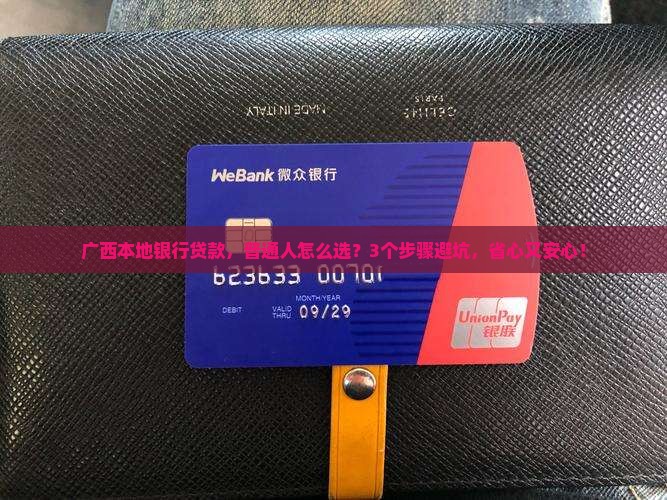 MADE IN ITALY
PARIS
WeBank 微众银行
广西本地银行贷款，普通人怎么选？3个步骤避坑，省心又安心！
623633 00701
MONTH/YEAR
DEBIT VALID THRU 09/29
UnionPay
银联